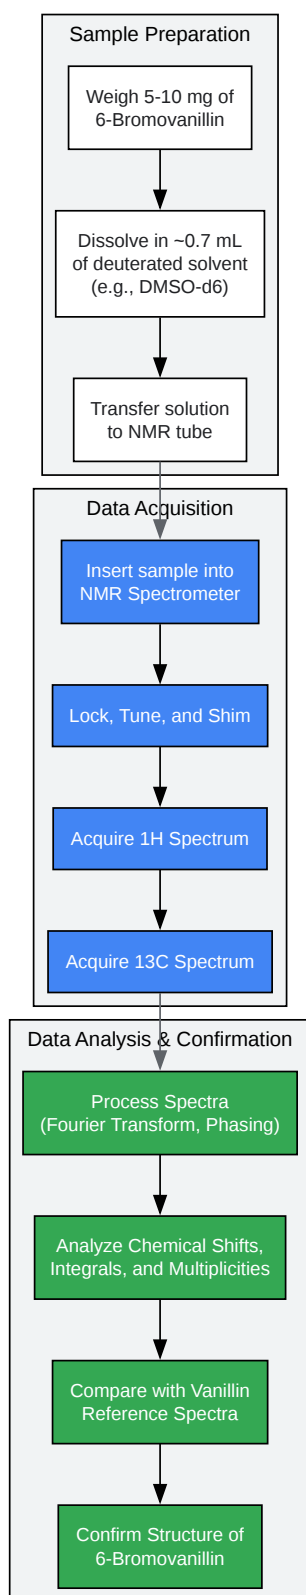 Sample Preparation
Weigh 5-10 mg of
6-Bromovanillin
Dissolve in ~0.7 mL
of deuterated solvent
(e.g., DMSO-d6)
Transfer solution
to NMR tube
Data Acquisition
Insert sample into
NMR Spectrometer
Lock, Tune, and Shim
Acquire 1H Spectrum
Acquire 13C Spectrum
Data Analysis & Confirmation
Process Spectra
(Fourier Transform, Phasing)
Analyze Chemical Shifts,
Integrals, and Multiplicities
Compare with Vanillin
Reference Spectra
Confirm Structure of
6-Bromovanillin